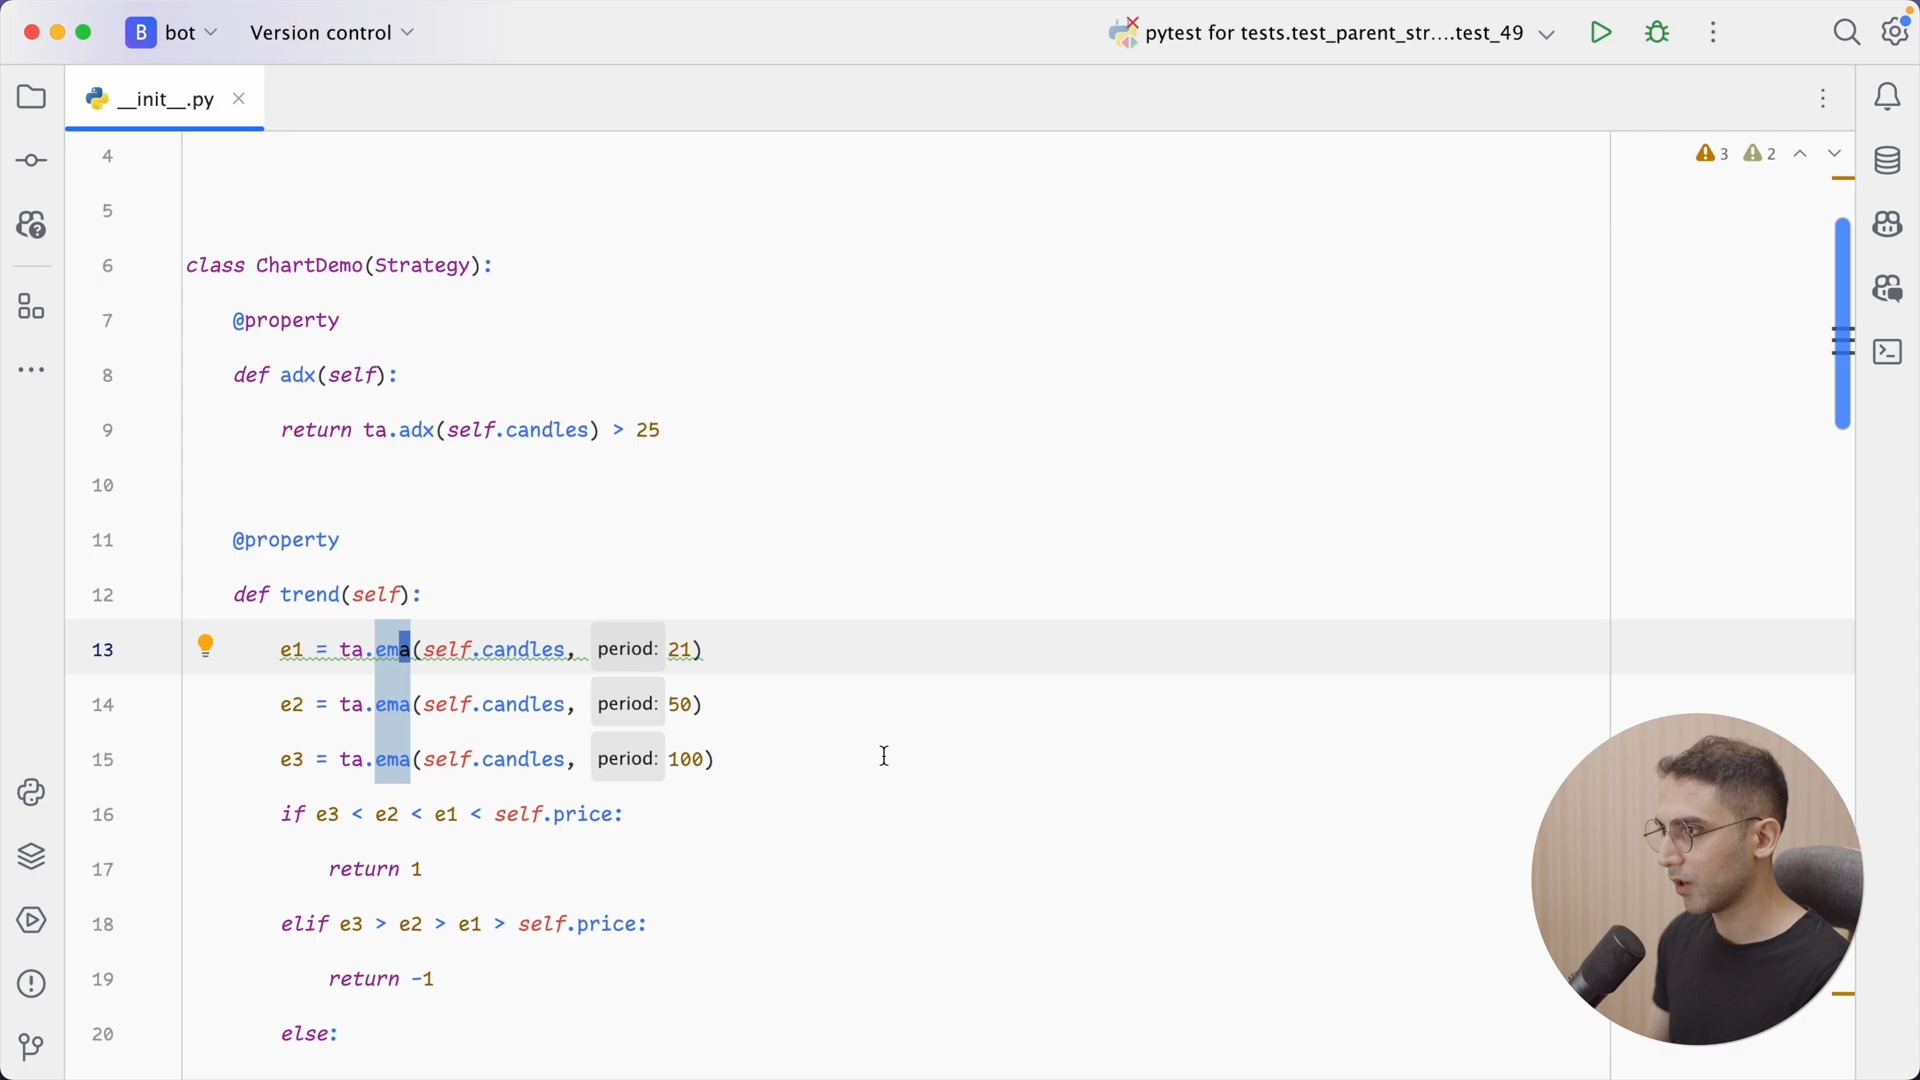 B bot Version control pytest for tests.test_parent_str....test_49
__init__.py
3 2
4
5
6 class ChartDemo(Strategy):
7 @property
8 def adx(self):
9 return ta.adx(self.candles) > 25
10
11 @property
12 def trend(self):
13 e1 = ta.ema(self.candles, period: 21)
14 e2 = ta.ema(self.candles, period: 50)
15 e3 = ta.ema(self.candles, period: 100)
16 if e3 < e2 < e1 < self.price:
17 return 1
18 elif e3 > e2 > e1 > self.price:
19 return -1
20 else: